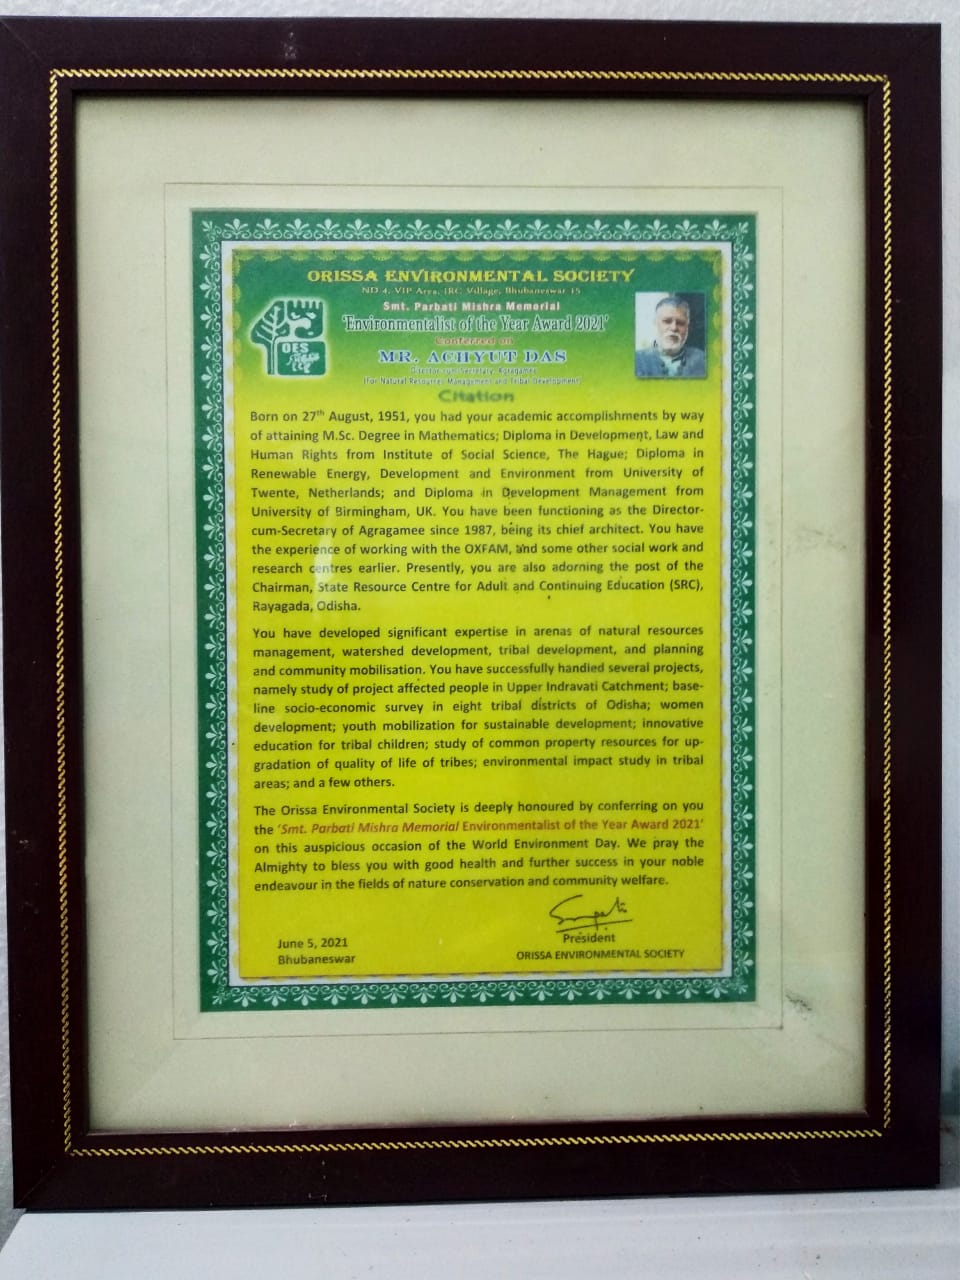 ORISSA ENVIRONMENTAL SOCIETY
ND 4, VIP Area, IRC Village, Bhubaneswar-15
Smt. Parbati Mishra Memorial
'Environmentalist of the Year Award 2021'
Conferred on
MR. ACHYUT DAS
Director-cum-Secretary, Agragamee
(For Natural Resources Management and Tribal Development)
OES
Citation
Born on 27th August, 1951, you had your academic accomplishments by way
of attaining M.Sc. Degree in Mathematics; Diploma in Development, Law and
Human Rights from Institute of Social Science, The Hague; Diploma in
Renewable Energy, Development and Environment from University of
Twente, Netherlands; and Diploma in Development Management from
University of Birmingham, UK. You have been functioning as the Director-
cum-Secretary of Agragamee since 1987, being its chief architect. You have
the experience of working with the OXFAM, and some other social work and
research centres earlier. Presently, you are also adorning the post of the
Chairman, State Resource Centre for Adult and Continuing Education (SRC),
Rayagada, Odisha.
You have developed significant expertise in arenas of natural resources
management, watershed development, tribal development, and planning
and community mobilisation. You have successfully handled several projects,
namely study of project affected people in Upper Indravati Catchment; base-
line socio-economic survey in eight tribal districts of Odisha; women
development; youth mobilization for sustainable development; innovative
education for tribal children; study of common property resources for up-
gradation of quality of life of tribes; environmental impact study in tribal
areas; and a few others.
The Orissa Environmental Society is deeply honoured by conferring on you
the 'Smt. Parbati Mishra Memorial Environmentalist of the Year Award 2021'
on this auspicious occasion of the World Environment Day. We pray the
Almighty to bless you with good health and further success in your noble
endeavour in the fields of nature conservation and community welfare.
June 5, 2021
Bhubaneswar
President
ORISSA ENVIRONMENTAL SOCIETY